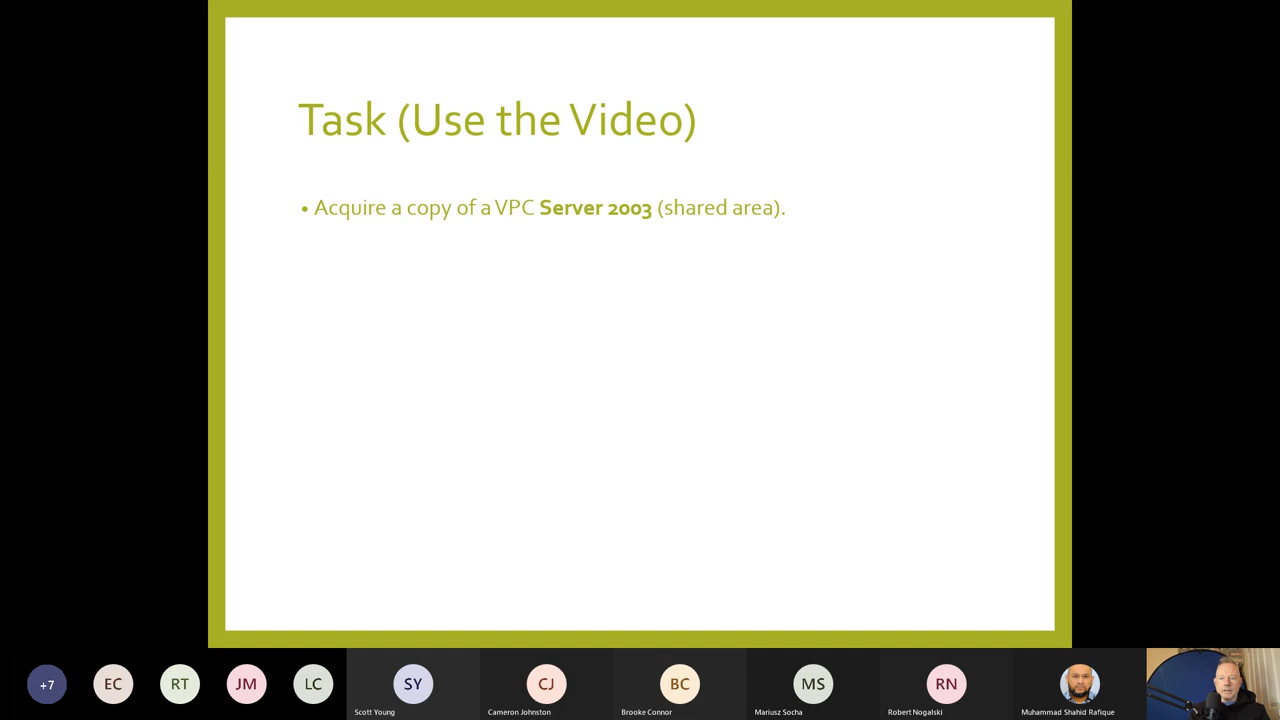 Task (Use the Video)
• Acquire a copy of a VPC Server 2003 (shared area).
+7
EC
RT
JM
LC
SY
CJ
BC
MS
RN
Scott Young
Cameron Johnston
Brooke Connor
Mariusz Socha
Robert Nogalski
Muhammad Shahid Rafique